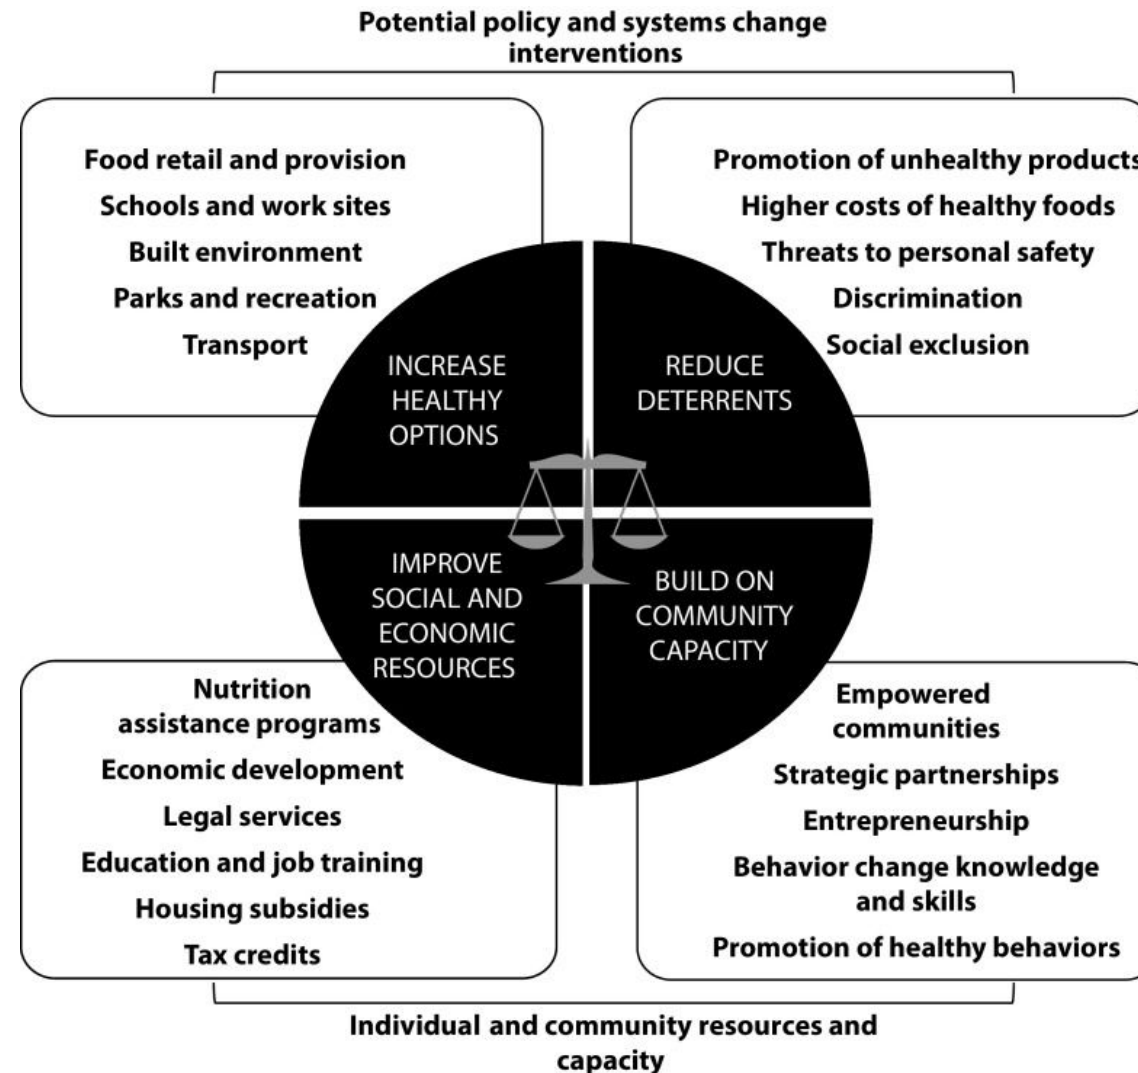 Potential policy and systems change
interventions
Food retail and provision
Schools and work sites
Built environment
Parks and recreation
Transport
Promotion of unhealthy products
Higher costs of healthy foods
Threats to personal safety
Discrimination
Social exclusion
INCREASE
HEALTHY
OPTIONS
REDUCE
DETERRENTS
IMPROVE
SOCIAL AND
ECONOMIC
RESOURCES
BUILD ON
COMMUNITY
CAPACITY
Nutrition
assistance programs
Economic development
Legal services
Education and job training
Housing subsidies
Tax credits
Empowered
communities
Strategic partnerships
Entrepreneurship
Behavior change knowledge
and skills
Promotion of healthy behaviors
Individual and community resources and
capacity